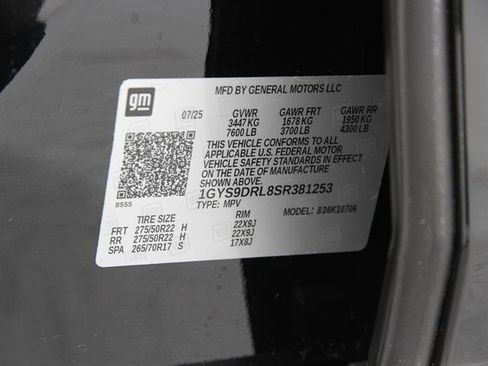 gm
MFD BY GENERAL MOTORS LLC
07/25 GVWR GAWR FRT GAWR RR
3447 KG 1678 KG 1950 KG
7600 LB 3700 LB 4300 LB
THIS VEHICLE CONFORMS TO ALL
APPLICABLE U.S. FEDERAL MOTOR
VEHICLE SAFETY STANDARDS IN
EFFECT ON THE DATE OF
MANUFACTURE SHOWN ABOVE.
1GYS9DRL8SR381253
8555 TYPE: MPV MODEL: 836K10706
TIRE SIZE RIM
FRT 275/50R22 H 22X9J
RR 275/50R22 H 22X9J
SPA 265/70R17 S 17X8J